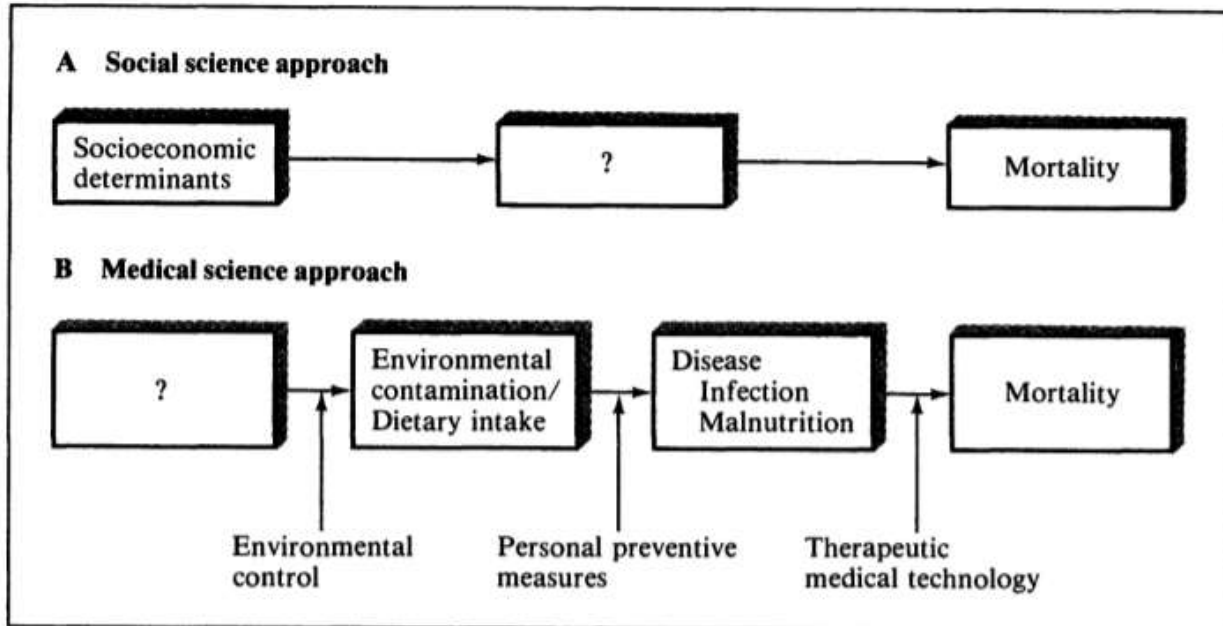 A Social science approach
Socioeconomic
determinants
?
Mortality
B Medical science approach
?
Environmental
contamination/
Dietary intake
Disease
Infection
Malnutrition
Mortality
Environmental
control
Personal preventive
measures
Therapeutic
medical technology